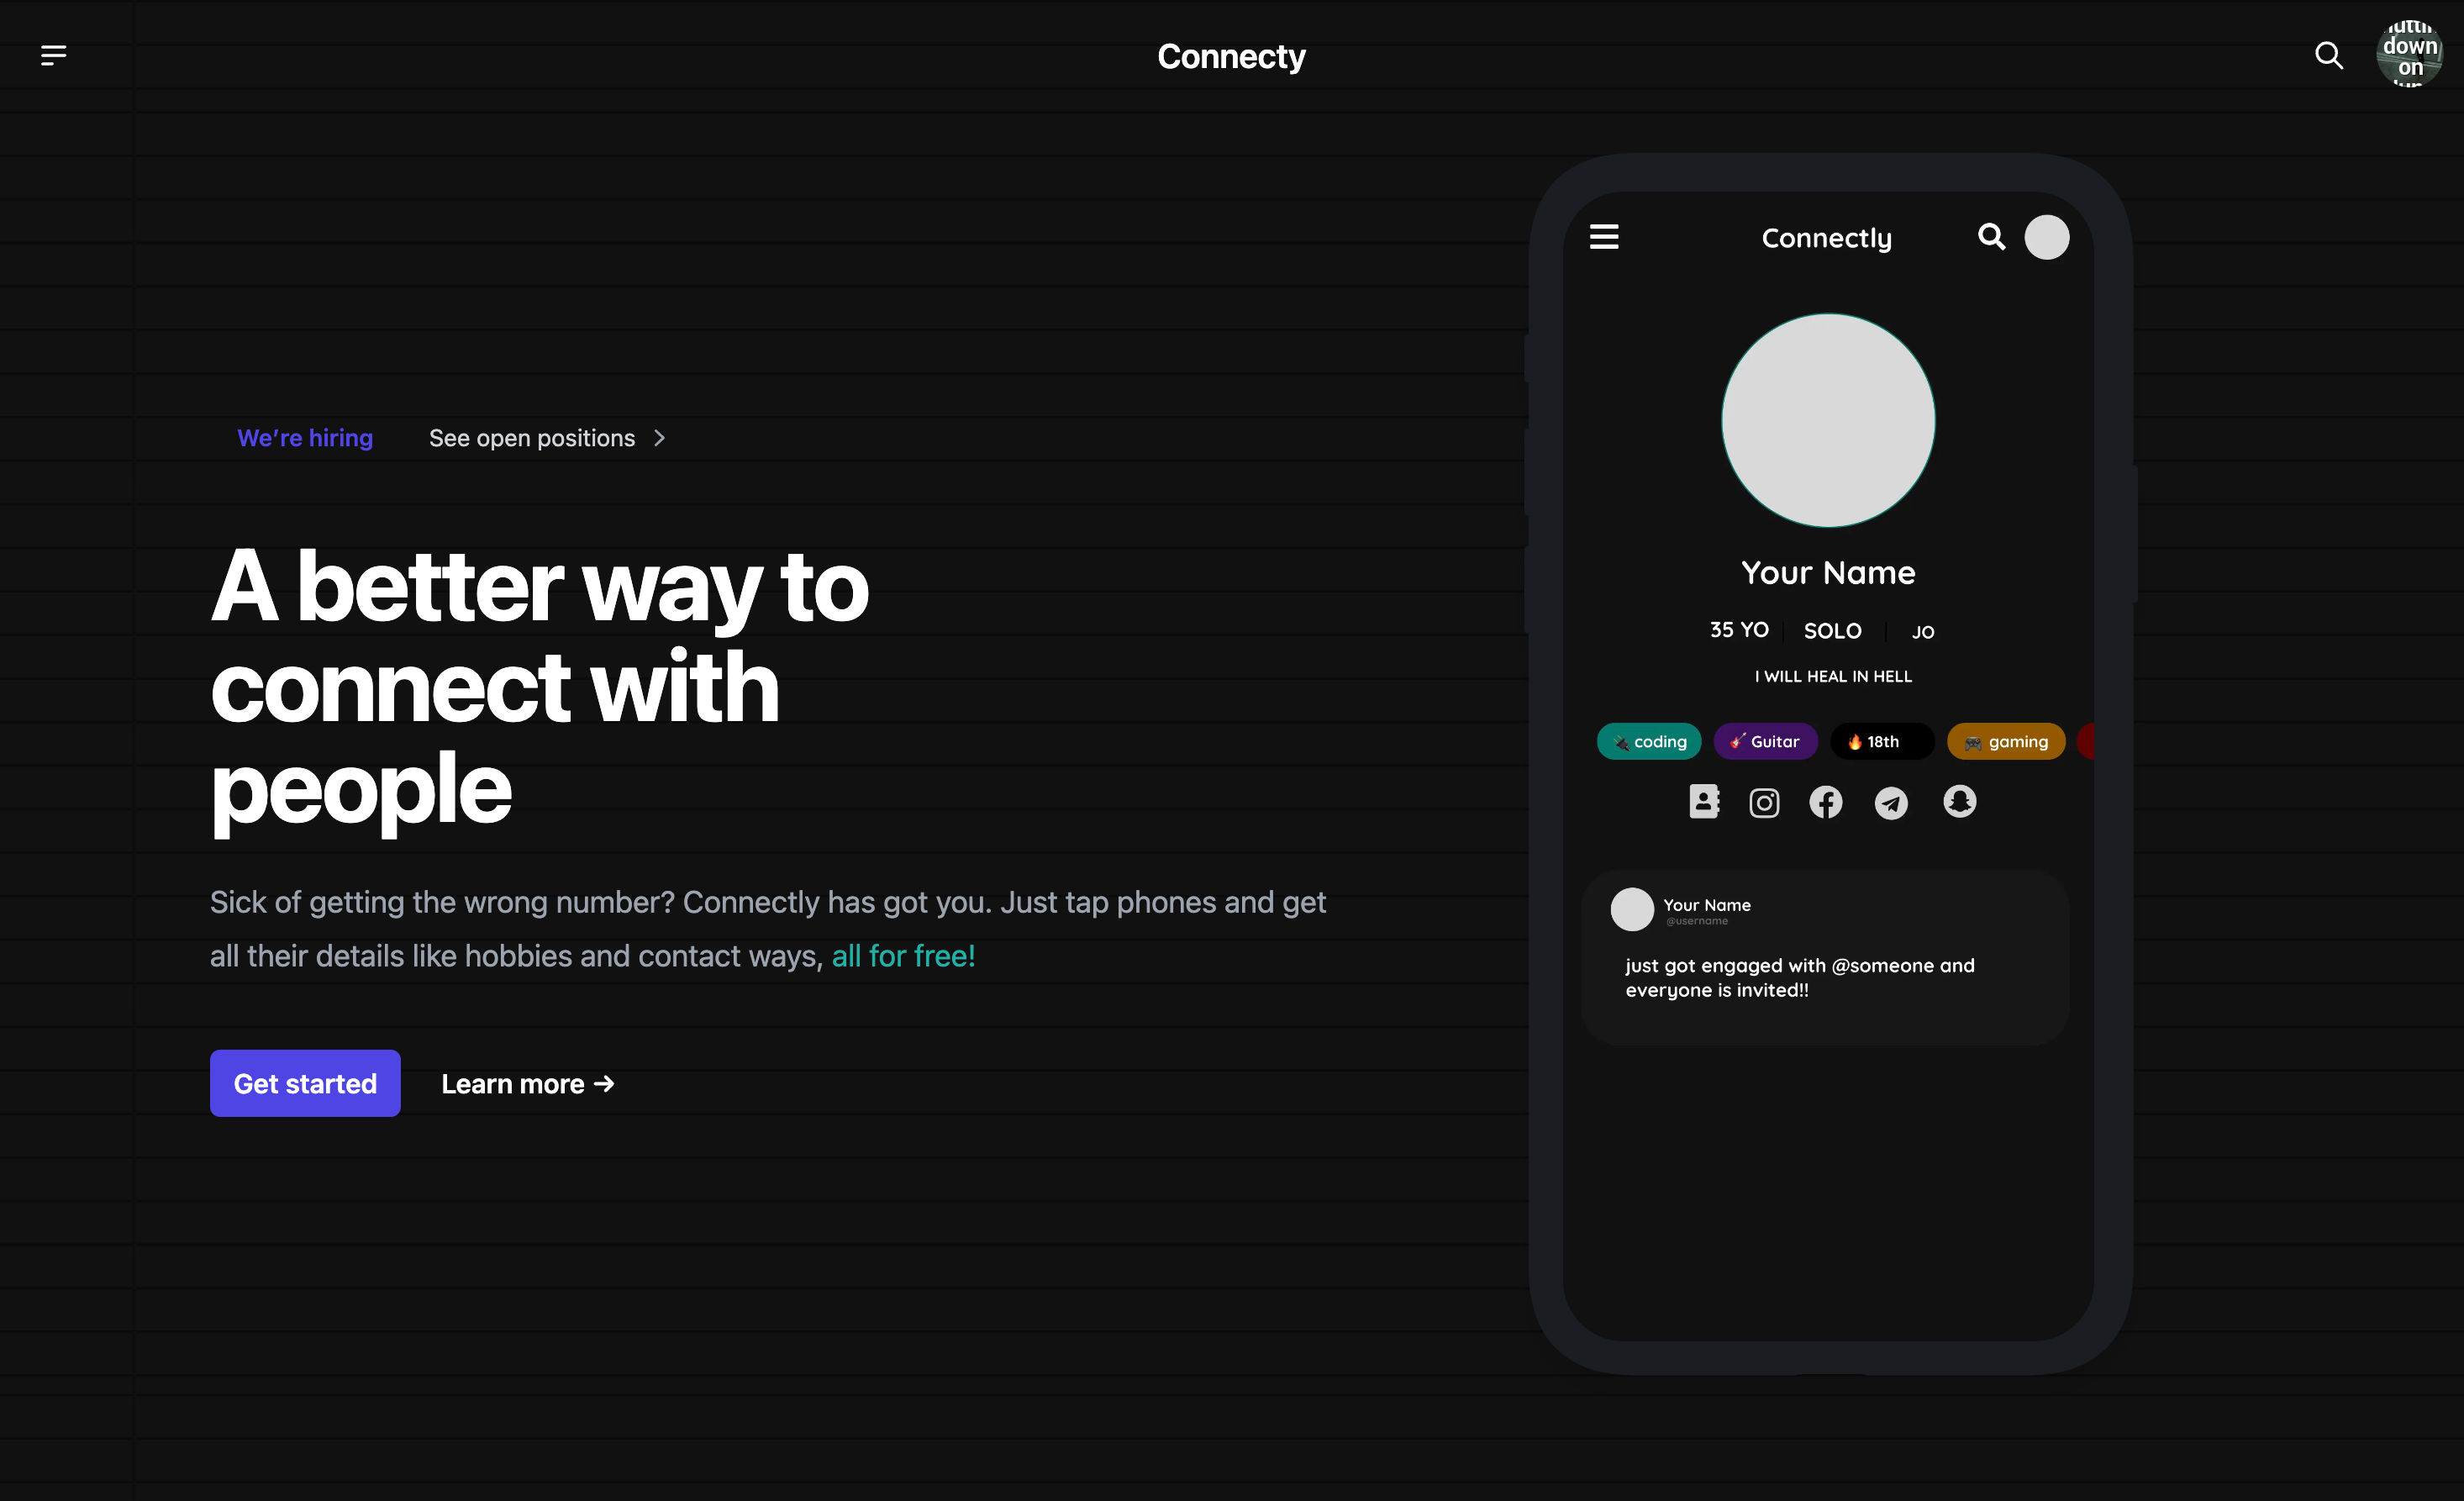 Connecty
down
on
We're hiring
See open positions
A better way to
connect with
people
Sick of getting the wrong number? Connectly has got you. Just tap phones and get
all their details like hobbies and contact ways, all for free!
Get started
Learn more →
Connectly
Your Name
35 YO
SOLO
JO
I WILL HEAL IN HELL
coding
Guitar
18th
gaming
Your Name
@username
just got engaged with @someone and
everyone is invited!!